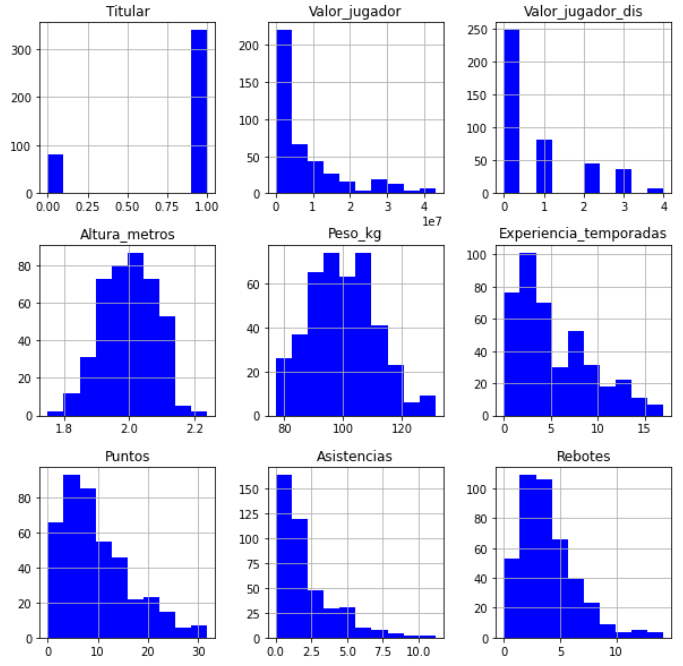 Titular
Valor_jugador
Valor_jugador_dis
300
200
100
0
0.00 0.25 0.50 0.75 1.00
200
150
100
50
0
0 1 2 3 4
1e7
250
200
150
100
50
0
0 1 2 3 4
Altura_metros
Peso_kg
Experiencia_temporadas
80
60
40
20
0
1.8 2.0 2.2
60
40
20
0
80 100 120
100
80
60
40
20
0
0 5 10 15
Puntos
Asistencias
Rebotes
80
60
40
20
0
0 10 20 30
150
125
100
75
50
25
0
0.0 2.5 5.0 7.5 10.0
100
80
60
40
20
0
0 5 10